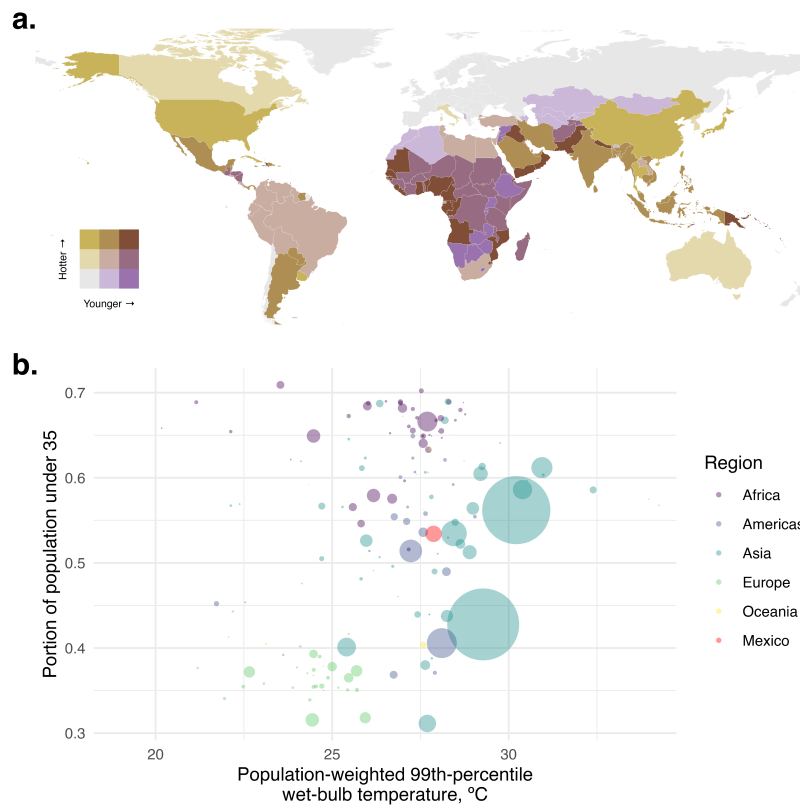 a.
Hotter →
Younger →
b.
0.7
0.6
0.5
0.4
0.3
Portion of population under 35
20
25
30
Population-weighted 99th-percentile
wet-bulb temperature, ºC
Region
Africa
Americas
Asia
Europe
Oceania
Mexico